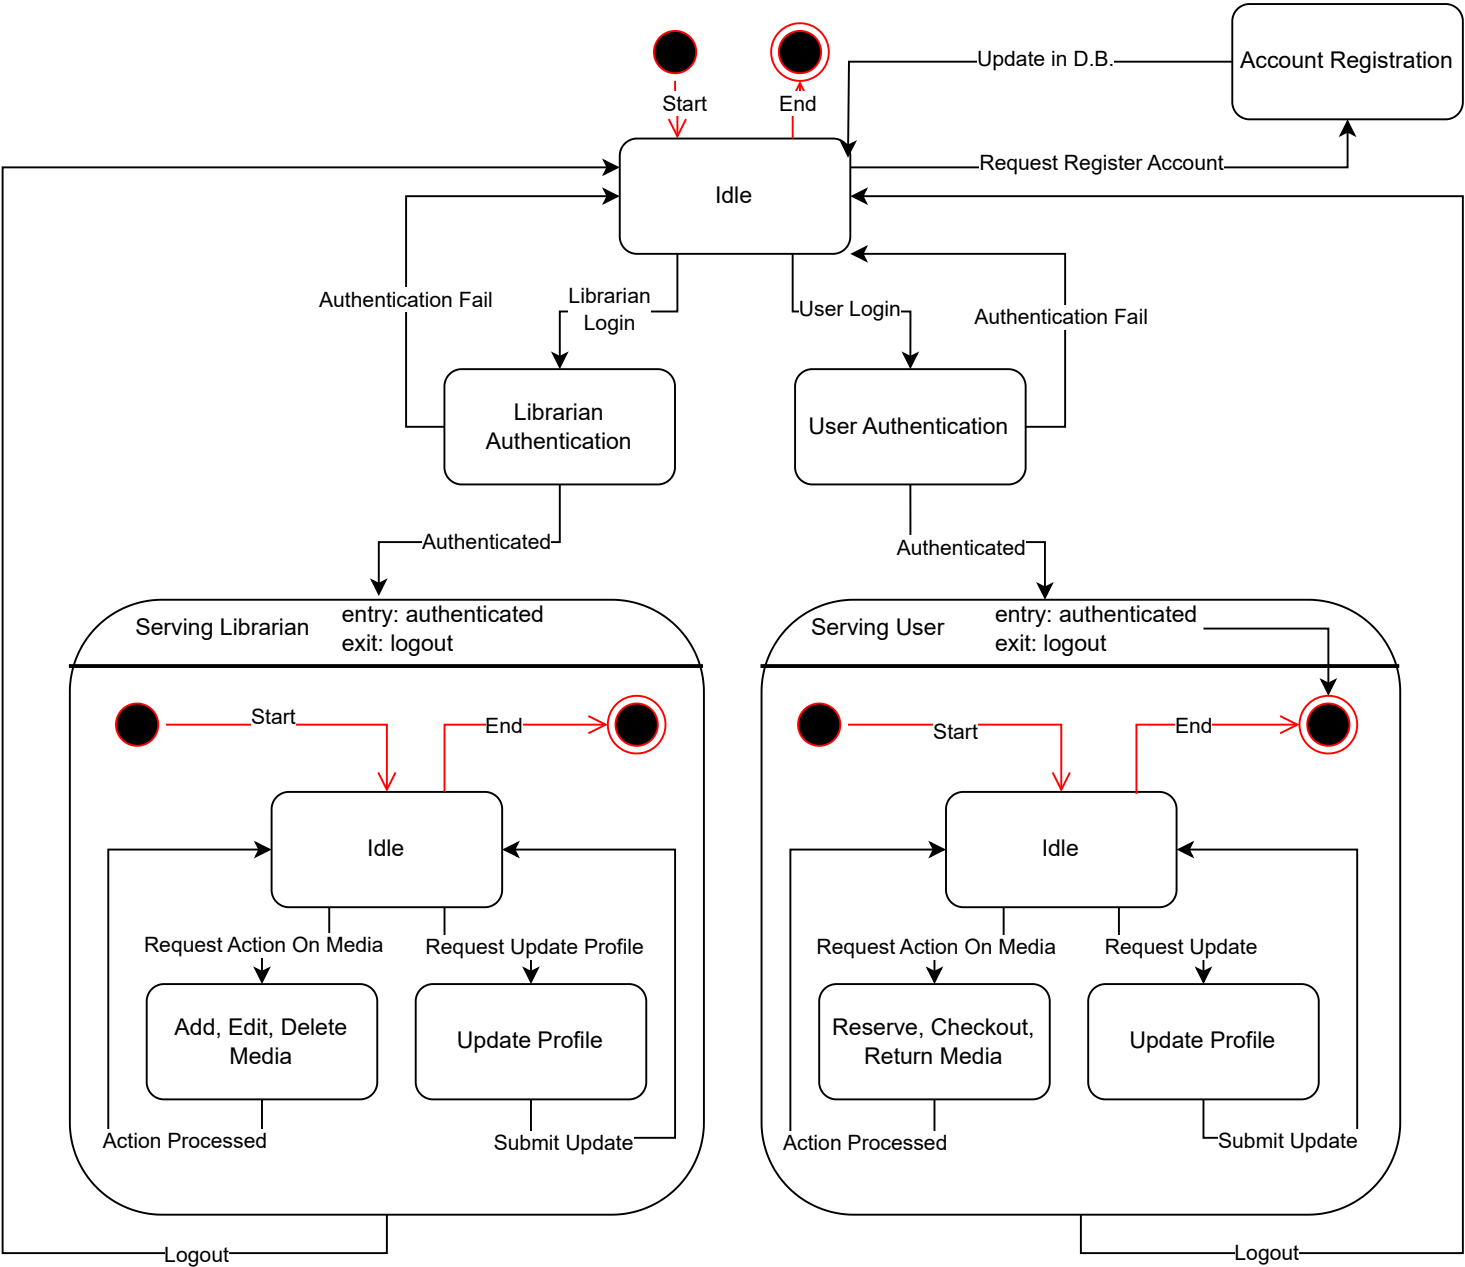 Start
End
Update in D.B.
Account Registration
Request Register Account
Idle
Authentication Fail
Librarian
Login
User Login
Authentication Fail
Librarian
Authentication
User Authentication
Authenticated
Authenticated
Serving Librarian
entry: authenticated
exit: logout
Serving User
entry: authenticated
exit: logout
Start
End
Start
End
Idle
Idle
Request Action On Media
Request Update Profile
Request Action On Media
Request Update
Add, Edit, Delete
Media
Update Profile
Reserve, Checkout,
Return Media
Update Profile
Action Processed
Submit Update
Action Processed
Submit Update
Logout
Logout